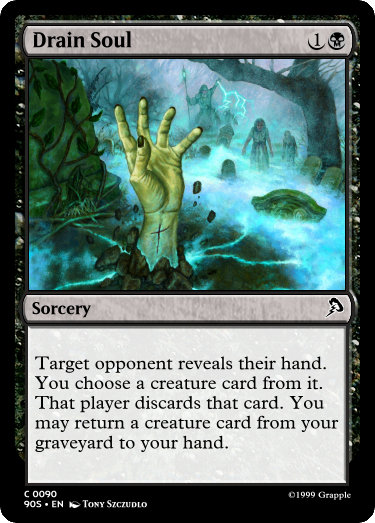 Drain Soul 1
Sorcery
Target opponent reveals their hand.
You choose a creature card from it.
That player discards that card. You
may return a creature card from your
graveyard to your hand.
C 0090
90S • EN Tony Szczudlo
©1999 Grapple